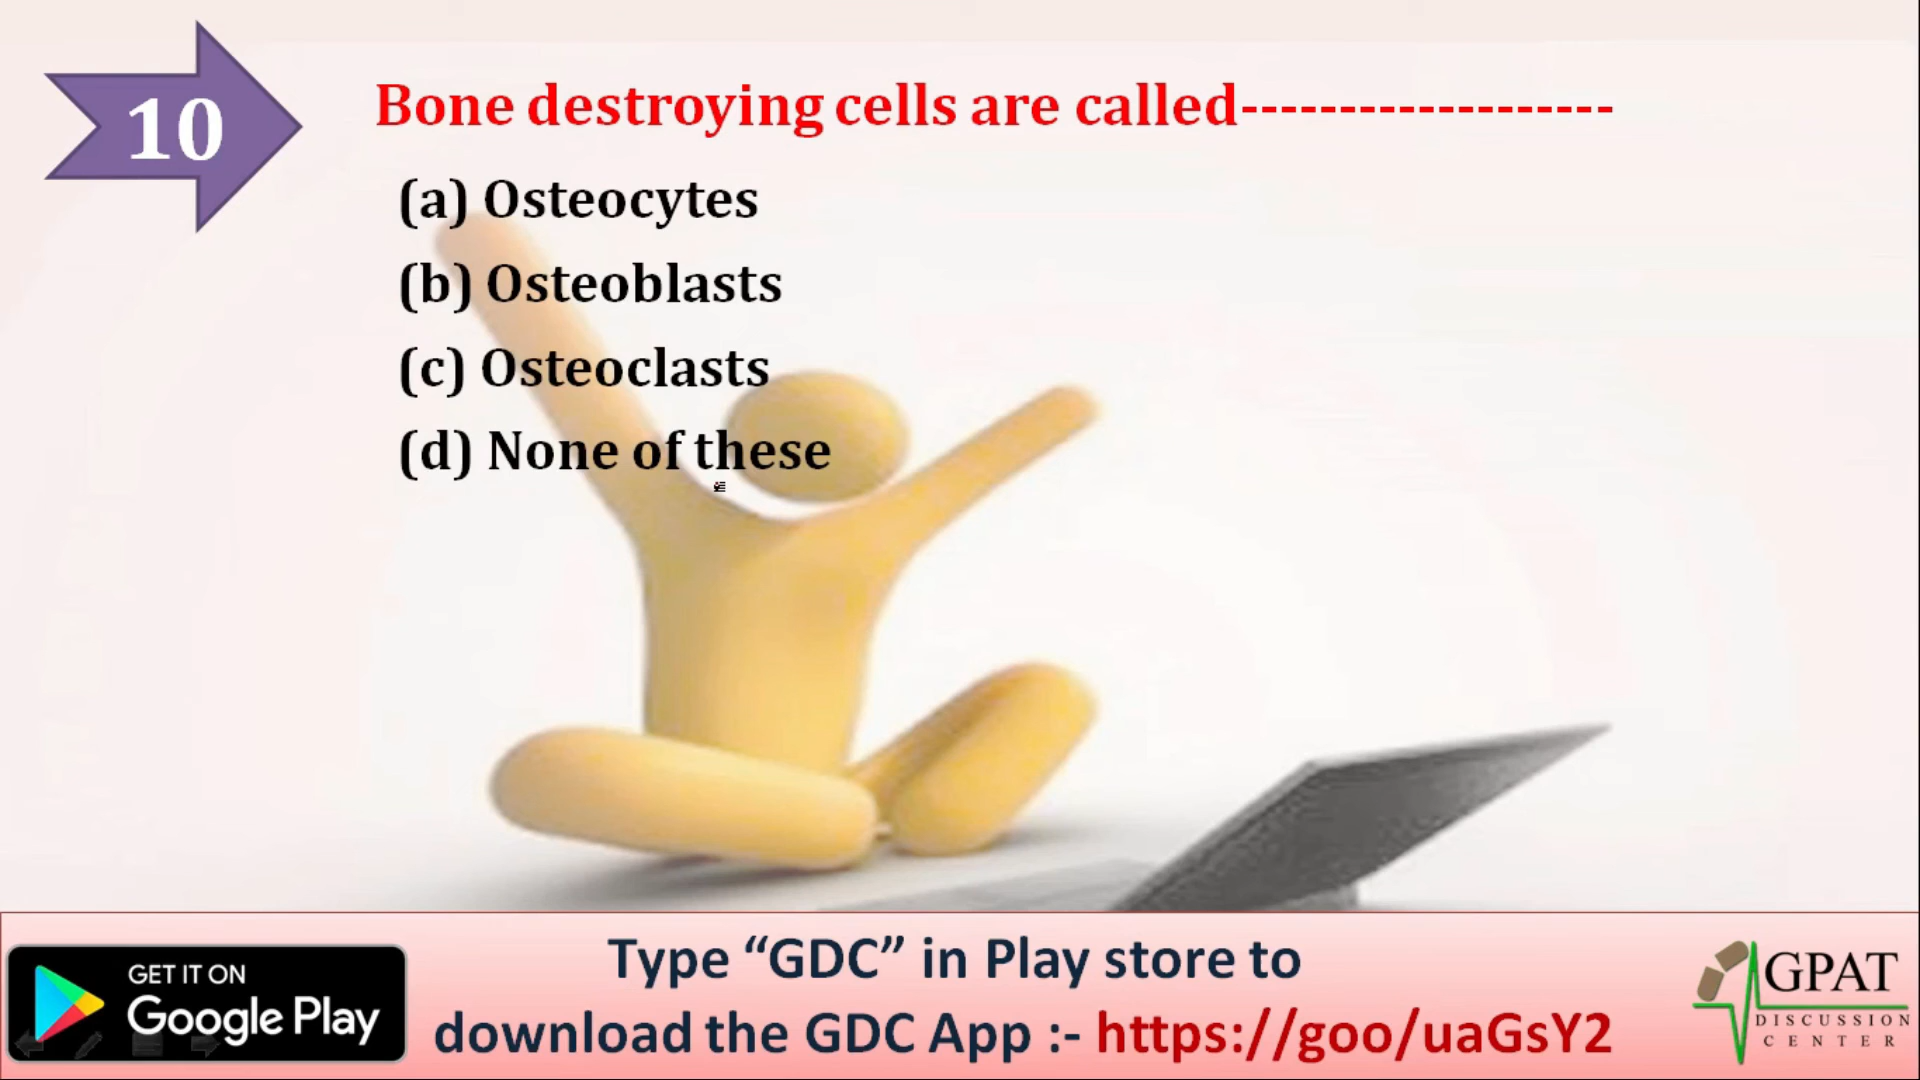 10
Bone destroying cells are called-------------------
(a) Osteocytes
(b) Osteoblasts
(c) Osteoclasts
(d) None of these
GET IT ON
Google Play
Type “GDC” in Play store to
download the GDC App :- https://goo/uaGsY2
GPAT
DISCUSSION
CENTER